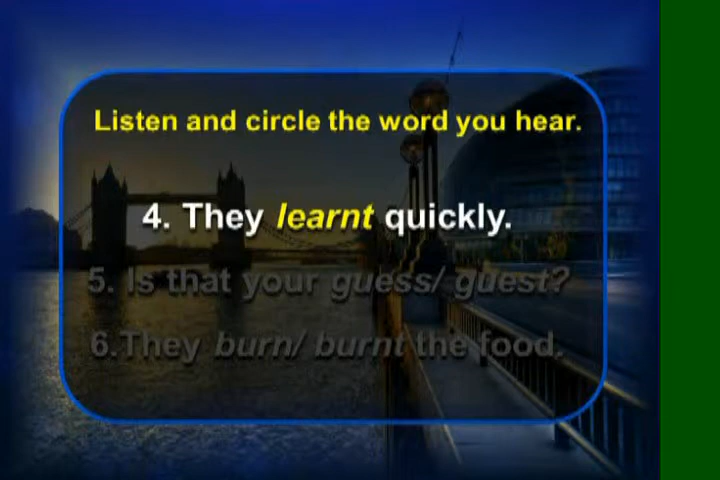 Listen and circle the word you hear.
4. They learnt quickly.
5. Is that your guess/ guest?
6.They burn/ burnt the food.